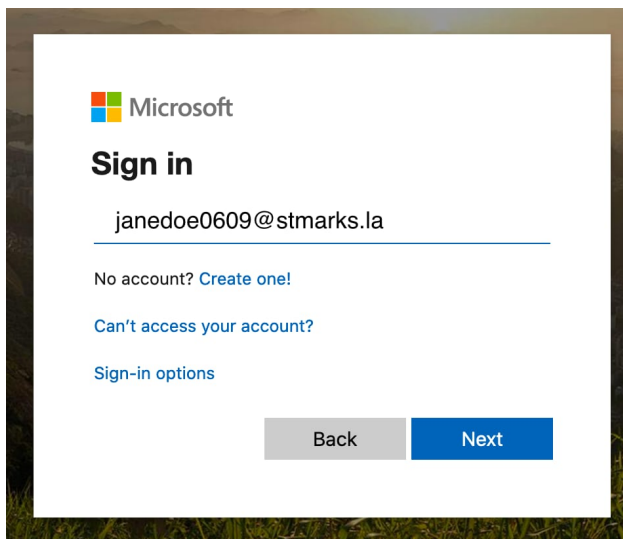 Microsoft
Sign in
janedoe0609@stmarks.la
No account? Create one!
Can’t access your account?
Sign-in options
Back Next